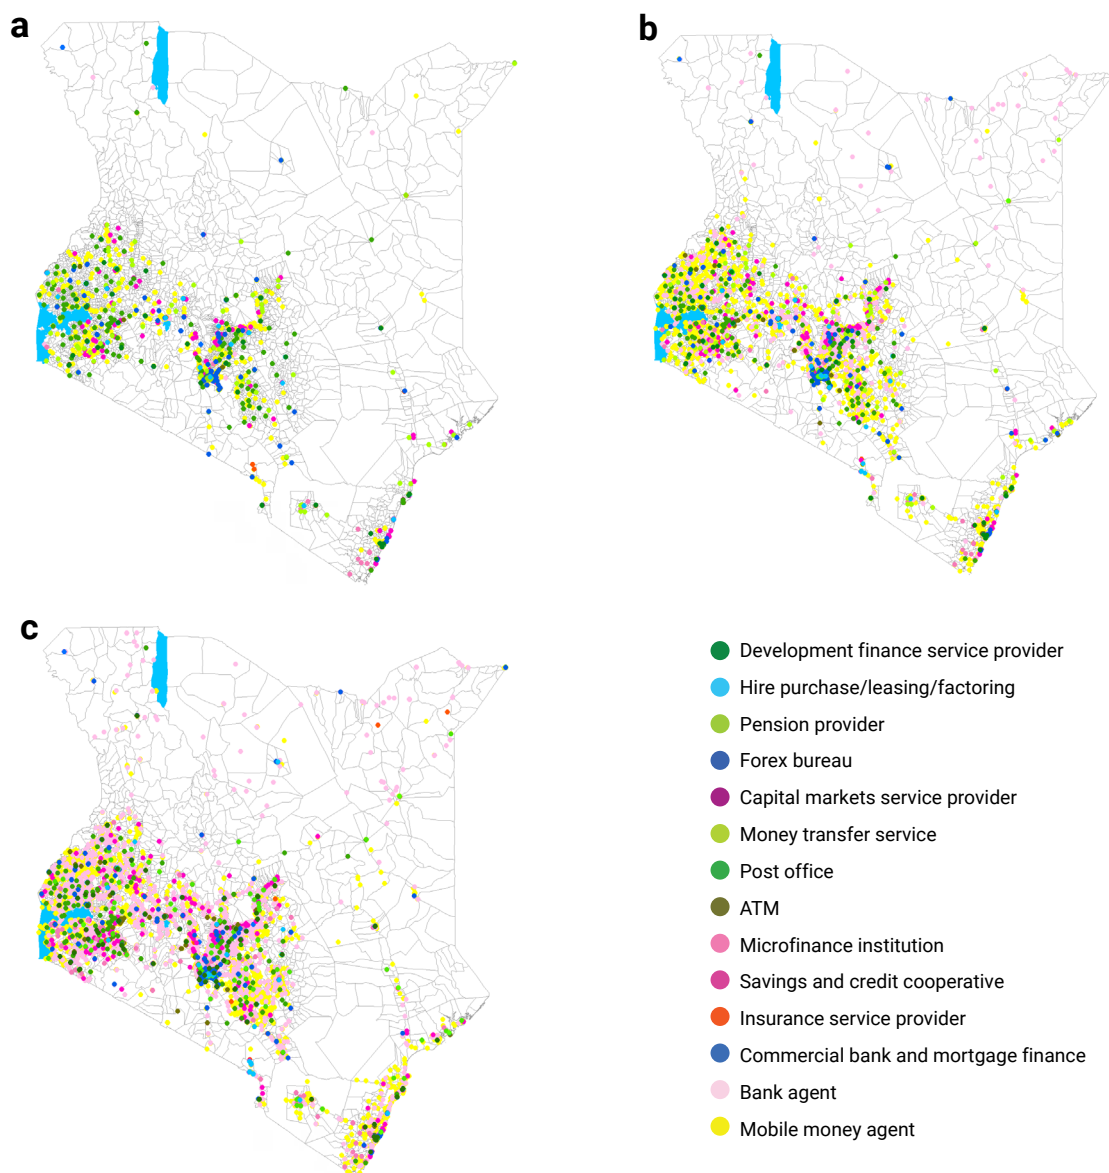 a
b
c
Development finance service provider
Hire purchase/leasing/factoring
Pension provider
Forex bureau
Capital markets service provider
Money transfer service
Post office
ATM
Microfinance institution
Savings and credit cooperative
Insurance service provider
Commercial bank and mortgage finance
Bank agent
Mobile money agent